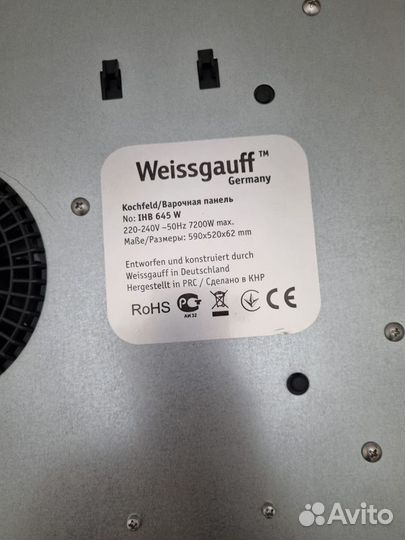 Weissgauff™
Germany
Kochfeld/Варочная панель
No: IHB 645 W
220-240V ~50Hz 7200W max.
Maße/Размеры: 590x520x62 mm
Entworfen und konstruiert durch
Weissgauff in Deutschland
Hergestellt in PRC / Сделано в КНР
RoHS
АИ32
CE
Avito